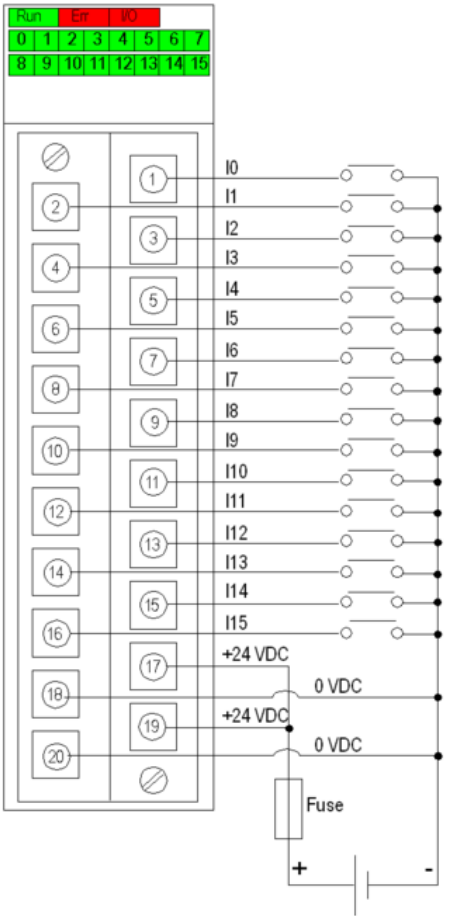 Run Err I/O
0 1 2 3 4 5 6 7
8 9 10 11 12 13 14 15
1 I0
2 I1
3 I2
4 I3
5 I4
6 I5
7 I6
8 I7
9 I8
10 I9
11 I10
12 I11
13 I12
14 I13
15 I14
16 I15
17 +24 VDC
18 0 VDC
19 +24 VDC
20 0 VDC
Fuse
+ -